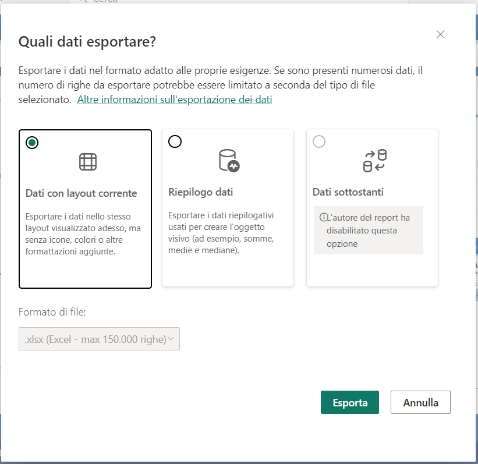 Cerca
Quali dati esportare?
Esportare i dati nel formato adatto alle proprie esigenze. Se sono presenti numerosi dati, il
numero di righe da esportare potrebbe essere limitato a seconda del tipo di file
selezionato. Altre informazioni sull'esportazione dei dati
Dati con layout corrente
Esportare i dati nello stesso
layout visualizzato adesso, ma
senza icone, colori o altre
formattazioni aggiunte.
Riepilogo dati
Esportare i dati riepilogativi
usati per creare l'oggetto
visivo (ad esempio, somme,
medie e mediane).
Dati sottostanti
L'autore del report ha
disabilitato questa
opzione
Formato di file:
.xlsx (Excel - max 150.000 righe)
Esporta
Annulla